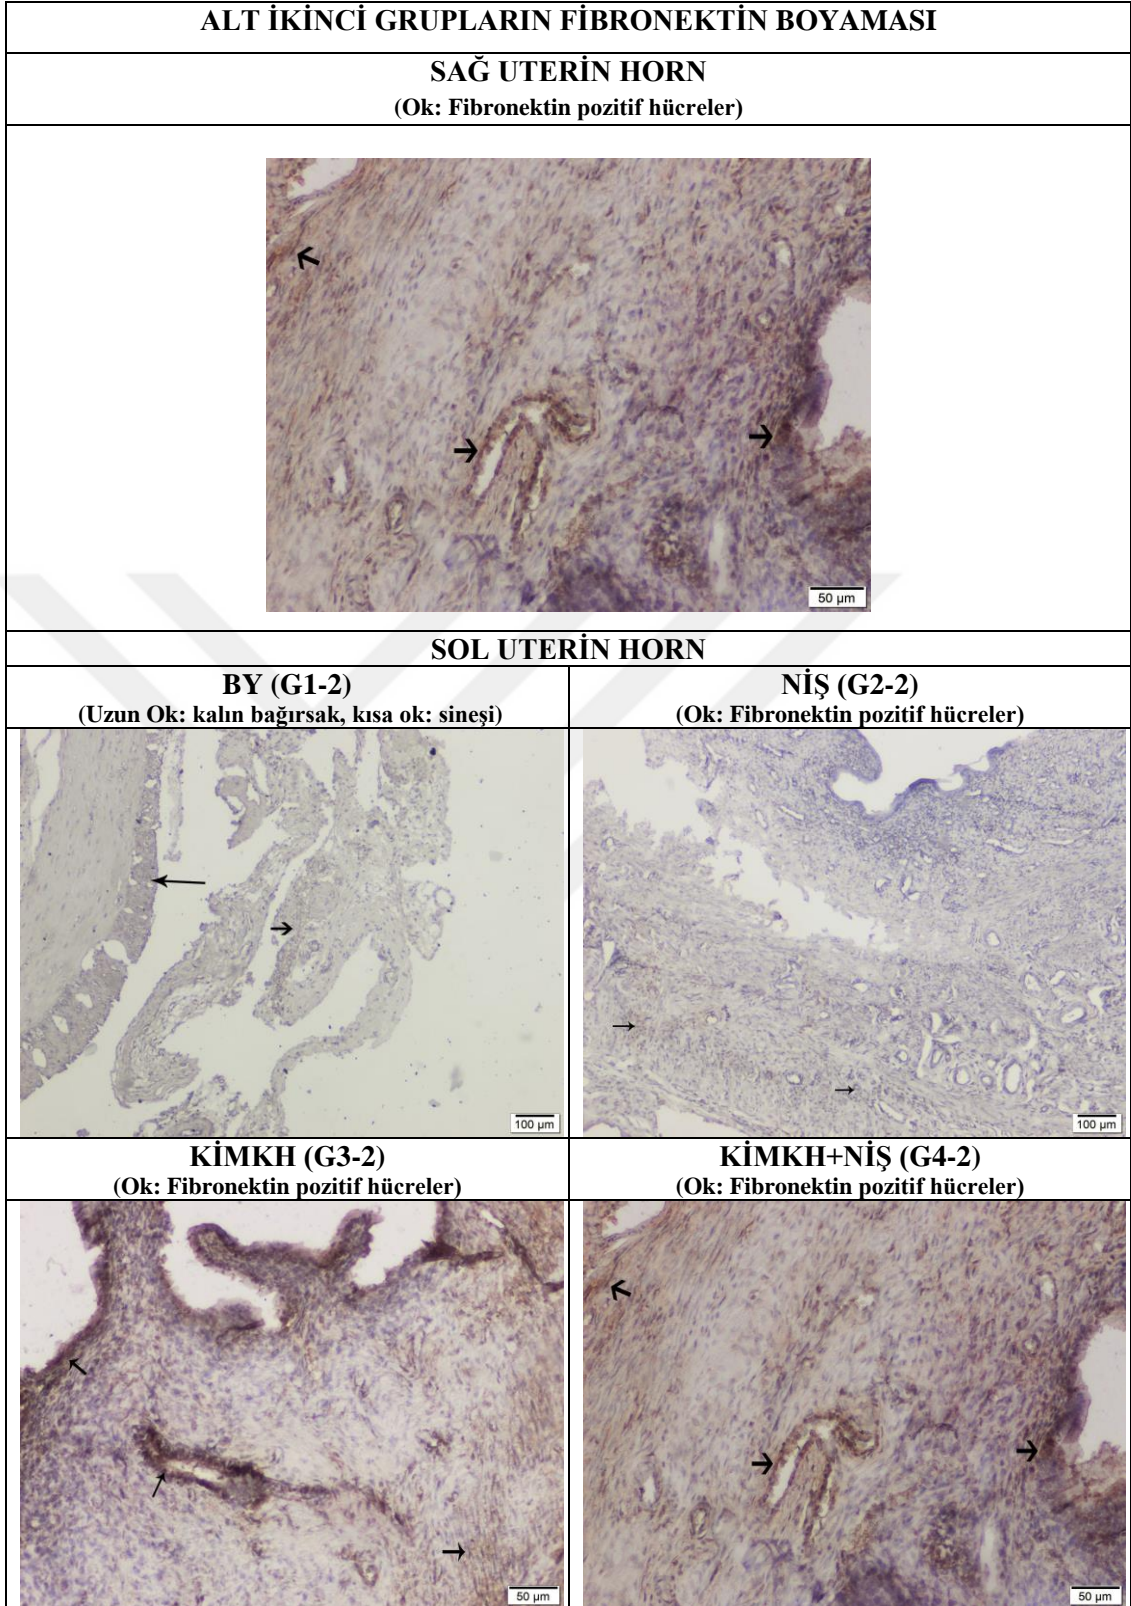 ALT İKİNCİ GRUPLARIN FİBRONEKTİN BOYAMASI
SAĞ UTERİN HORN
(Ok: Fibronektin pozitif hücreler)
50 µm
SOL UTERİN HORN
BY (G1-2)
(Uzun Ok: kalın bağırsak, kısa ok: sineşi)
NİŞ (G2-2)
(Ok: Fibronektin pozitif hücreler)
100 µm
100 µm
KİMKH (G3-2)
(Ok: Fibronektin pozitif hücreler)
KİMKH+NİŞ (G4-2)
(Ok: Fibronektin pozitif hücreler)
50 µm
50 µm